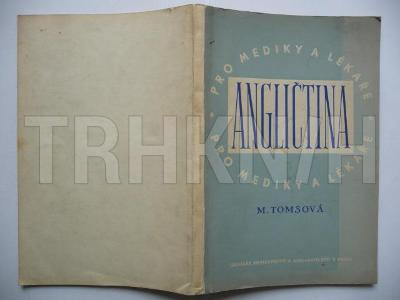 PRO MEDIKY A LÉKAŘE
ANGLIČTINA
PRO MEDIKY A LÉKAŘE
M. TOMSOVÁ
TRHKNIH